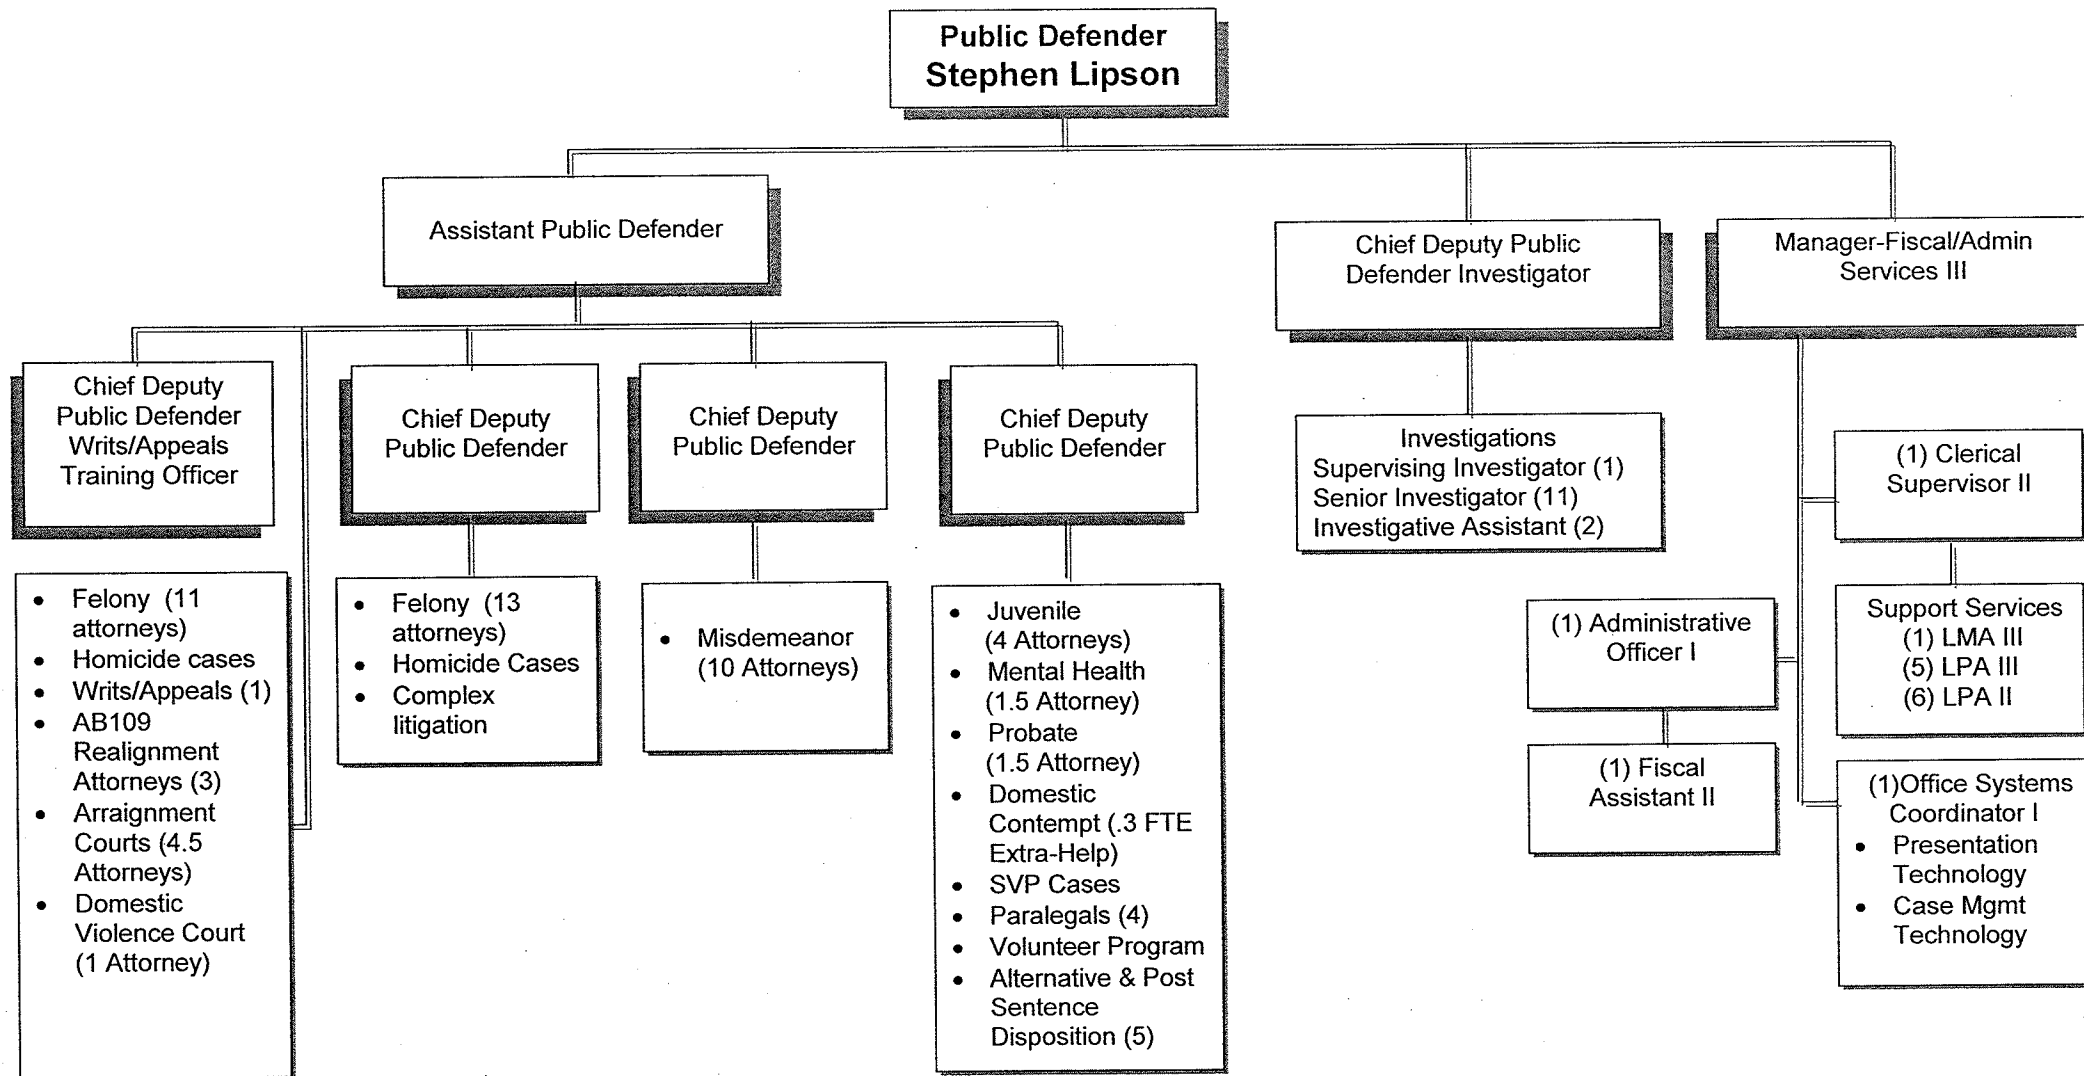 Public Defender
Stephen Lipson
Assistant Public Defender
Chief Deputy Public
Defender Investigator
Manager-Fiscal/Admin
Services III
Chief Deputy
Public Defender
Writs/Appeals
Training Officer
Chief Deputy
Public Defender
Chief Deputy
Public Defender
Chief Deputy
Public Defender
Investigations
Supervising Investigator (1)
Senior Investigator (11)
Investigative Assistant (2)
(1) Clerical
Supervisor II
• Felony (11
attorneys)
• Homicide cases
• Writs/Appeals (1)
• AB109
Realignment
Attorneys (3)
• Arraignment
Courts (4.5
Attorneys)
• Domestic
Violence Court
(1 Attorney)
• Felony (13
attorneys)
• Homicide Cases
• Complex
litigation
• Misdemeanor
(10 Attorneys)
• Juvenile
(4 Attorneys)
• Mental Health
(1.5 Attorney)
• Probate
(1.5 Attorney)
• Domestic
Contempt (.3 FTE
Extra-Help)
• SVP Cases
• Paralegals (4)
• Volunteer Program
• Alternative & Post
Sentence
Disposition (5)
(1) Administrative
Officer I
(1) Fiscal
Assistant II
Support Services
(1) LMA III
(5) LPA III
(6) LPA II
(1)Office Systems
Coordinator I
• Presentation
Technology
• Case Mgmt
Technology